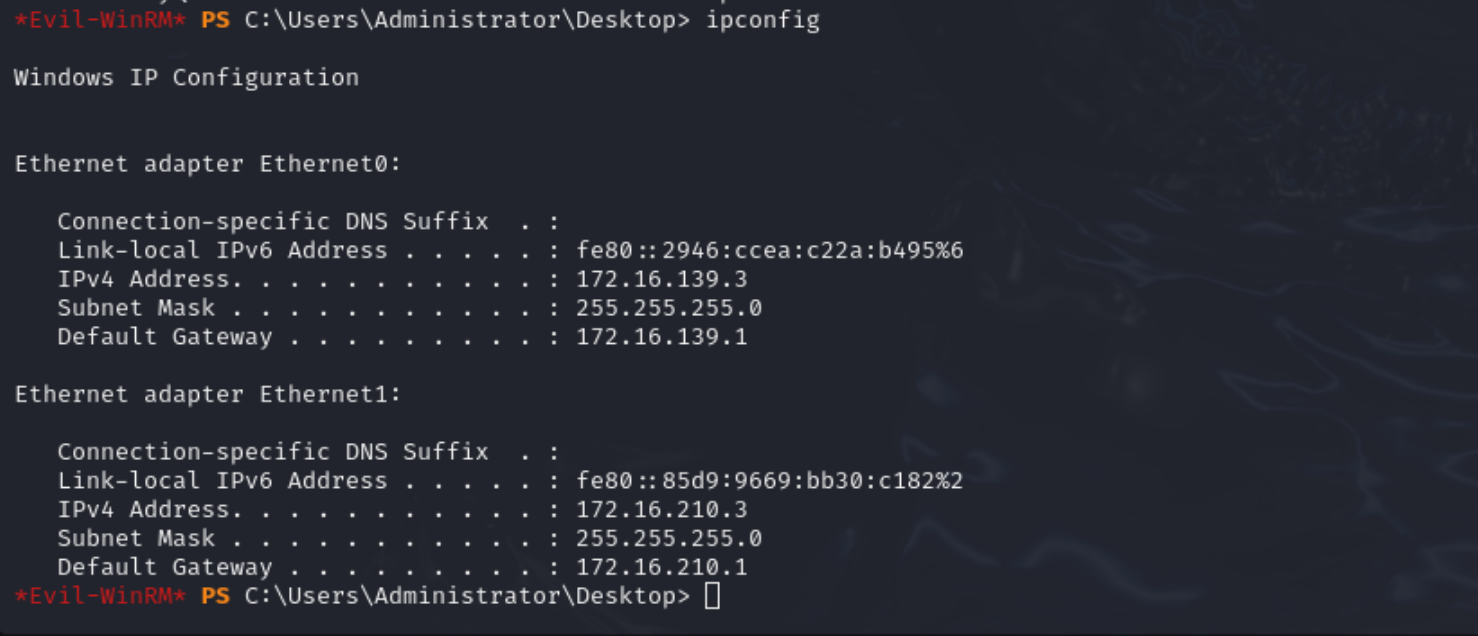 *Evil-WinRM* PS C:\Users\Administrator\Desktop> ipconfig
Windows IP Configuration
Ethernet adapter Ethernet0:
Connection-specific DNS Suffix . :
Link-local IPv6 Address . . . . . : fe80::2946:ccea:c22a:b495%6
IPv4 Address. . . . . . . . . . . : 172.16.139.3
Subnet Mask . . . . . . . . . . . : 255.255.255.0
Default Gateway . . . . . . . . . : 172.16.139.1
Ethernet adapter Ethernet1:
Connection-specific DNS Suffix . :
Link-local IPv6 Address . . . . . : fe80::85d9:9669:bb30:c182%2
IPv4 Address. . . . . . . . . . . : 172.16.210.3
Subnet Mask . . . . . . . . . . . : 255.255.255.0
Default Gateway . . . . . . . . . : 172.16.210.1
*Evil-WinRM* PS C:\Users\Administrator\Desktop>